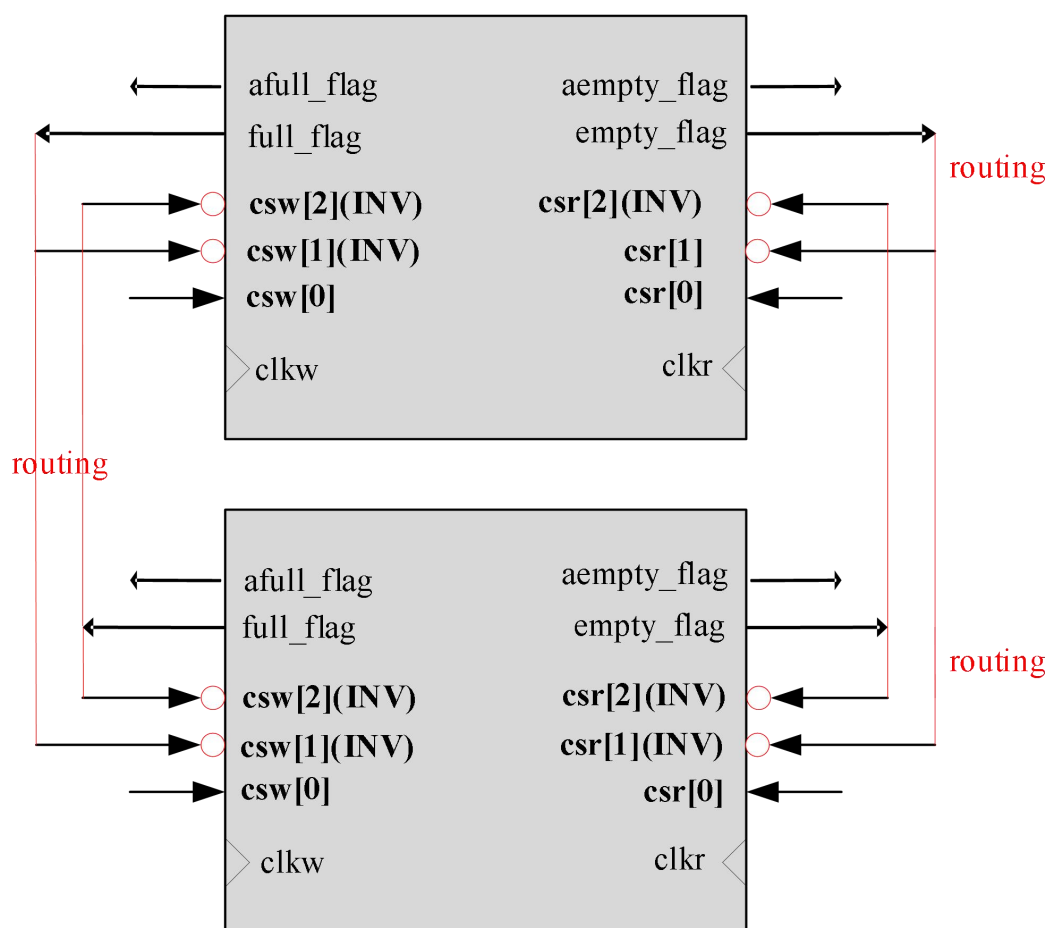 afull_flag aempty_flag
full_flag empty_flag
routing
csw[2](INV) csr[2](INV)
csw[1](INV) csr[1]
csw[0] csr[0]
clkw clkr
routing
afull_flag aempty_flag
full_flag empty_flag
routing
csw[2](INV) csr[2](INV)
csw[1](INV) csr[1](INV)
csw[0] csr[0]
clkw clkr